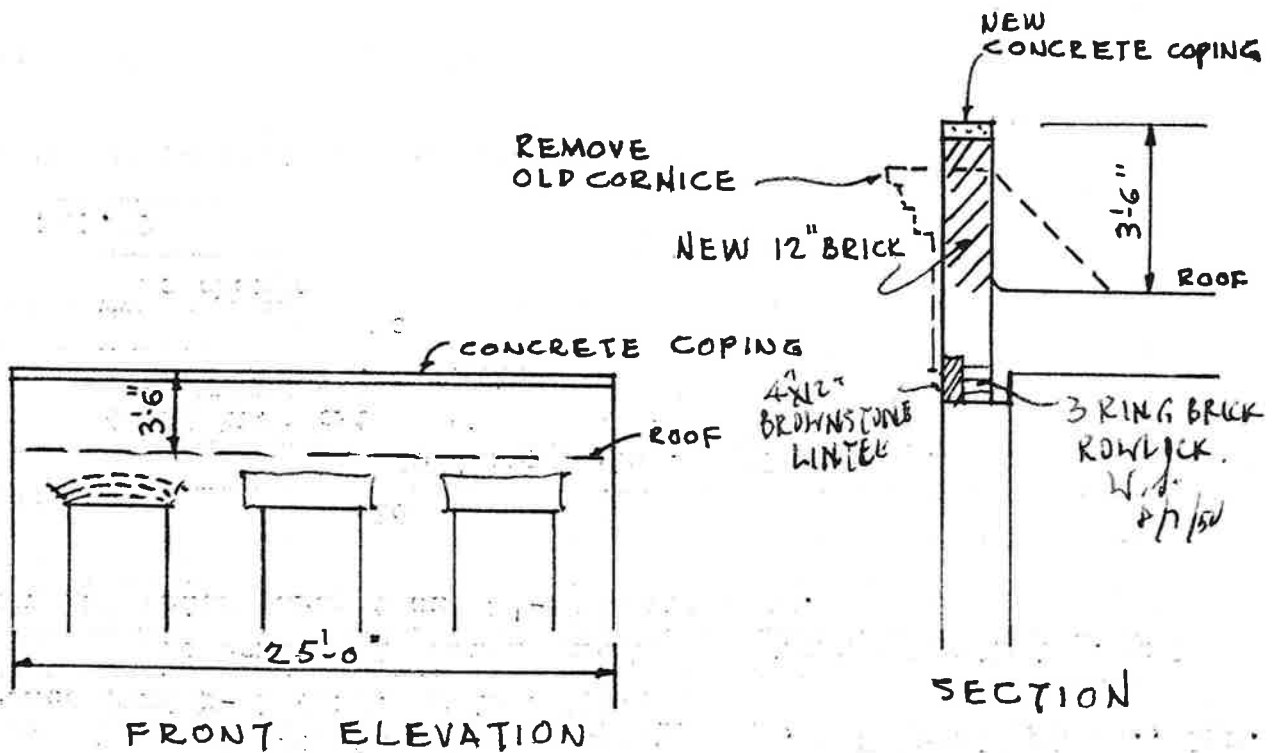 NEW
CONCRETE COPING
REMOVE
OLD CORNICE
3'-6"
NEW 12" BRICK
ROOF
CONCRETE COPING
3'-6"
ROOF
4"x12"
BROWNSTONE
LINTEL
3 RING BRICK
ROWLOCK.
25'-0"
SECTION
FRONT ELEVATION